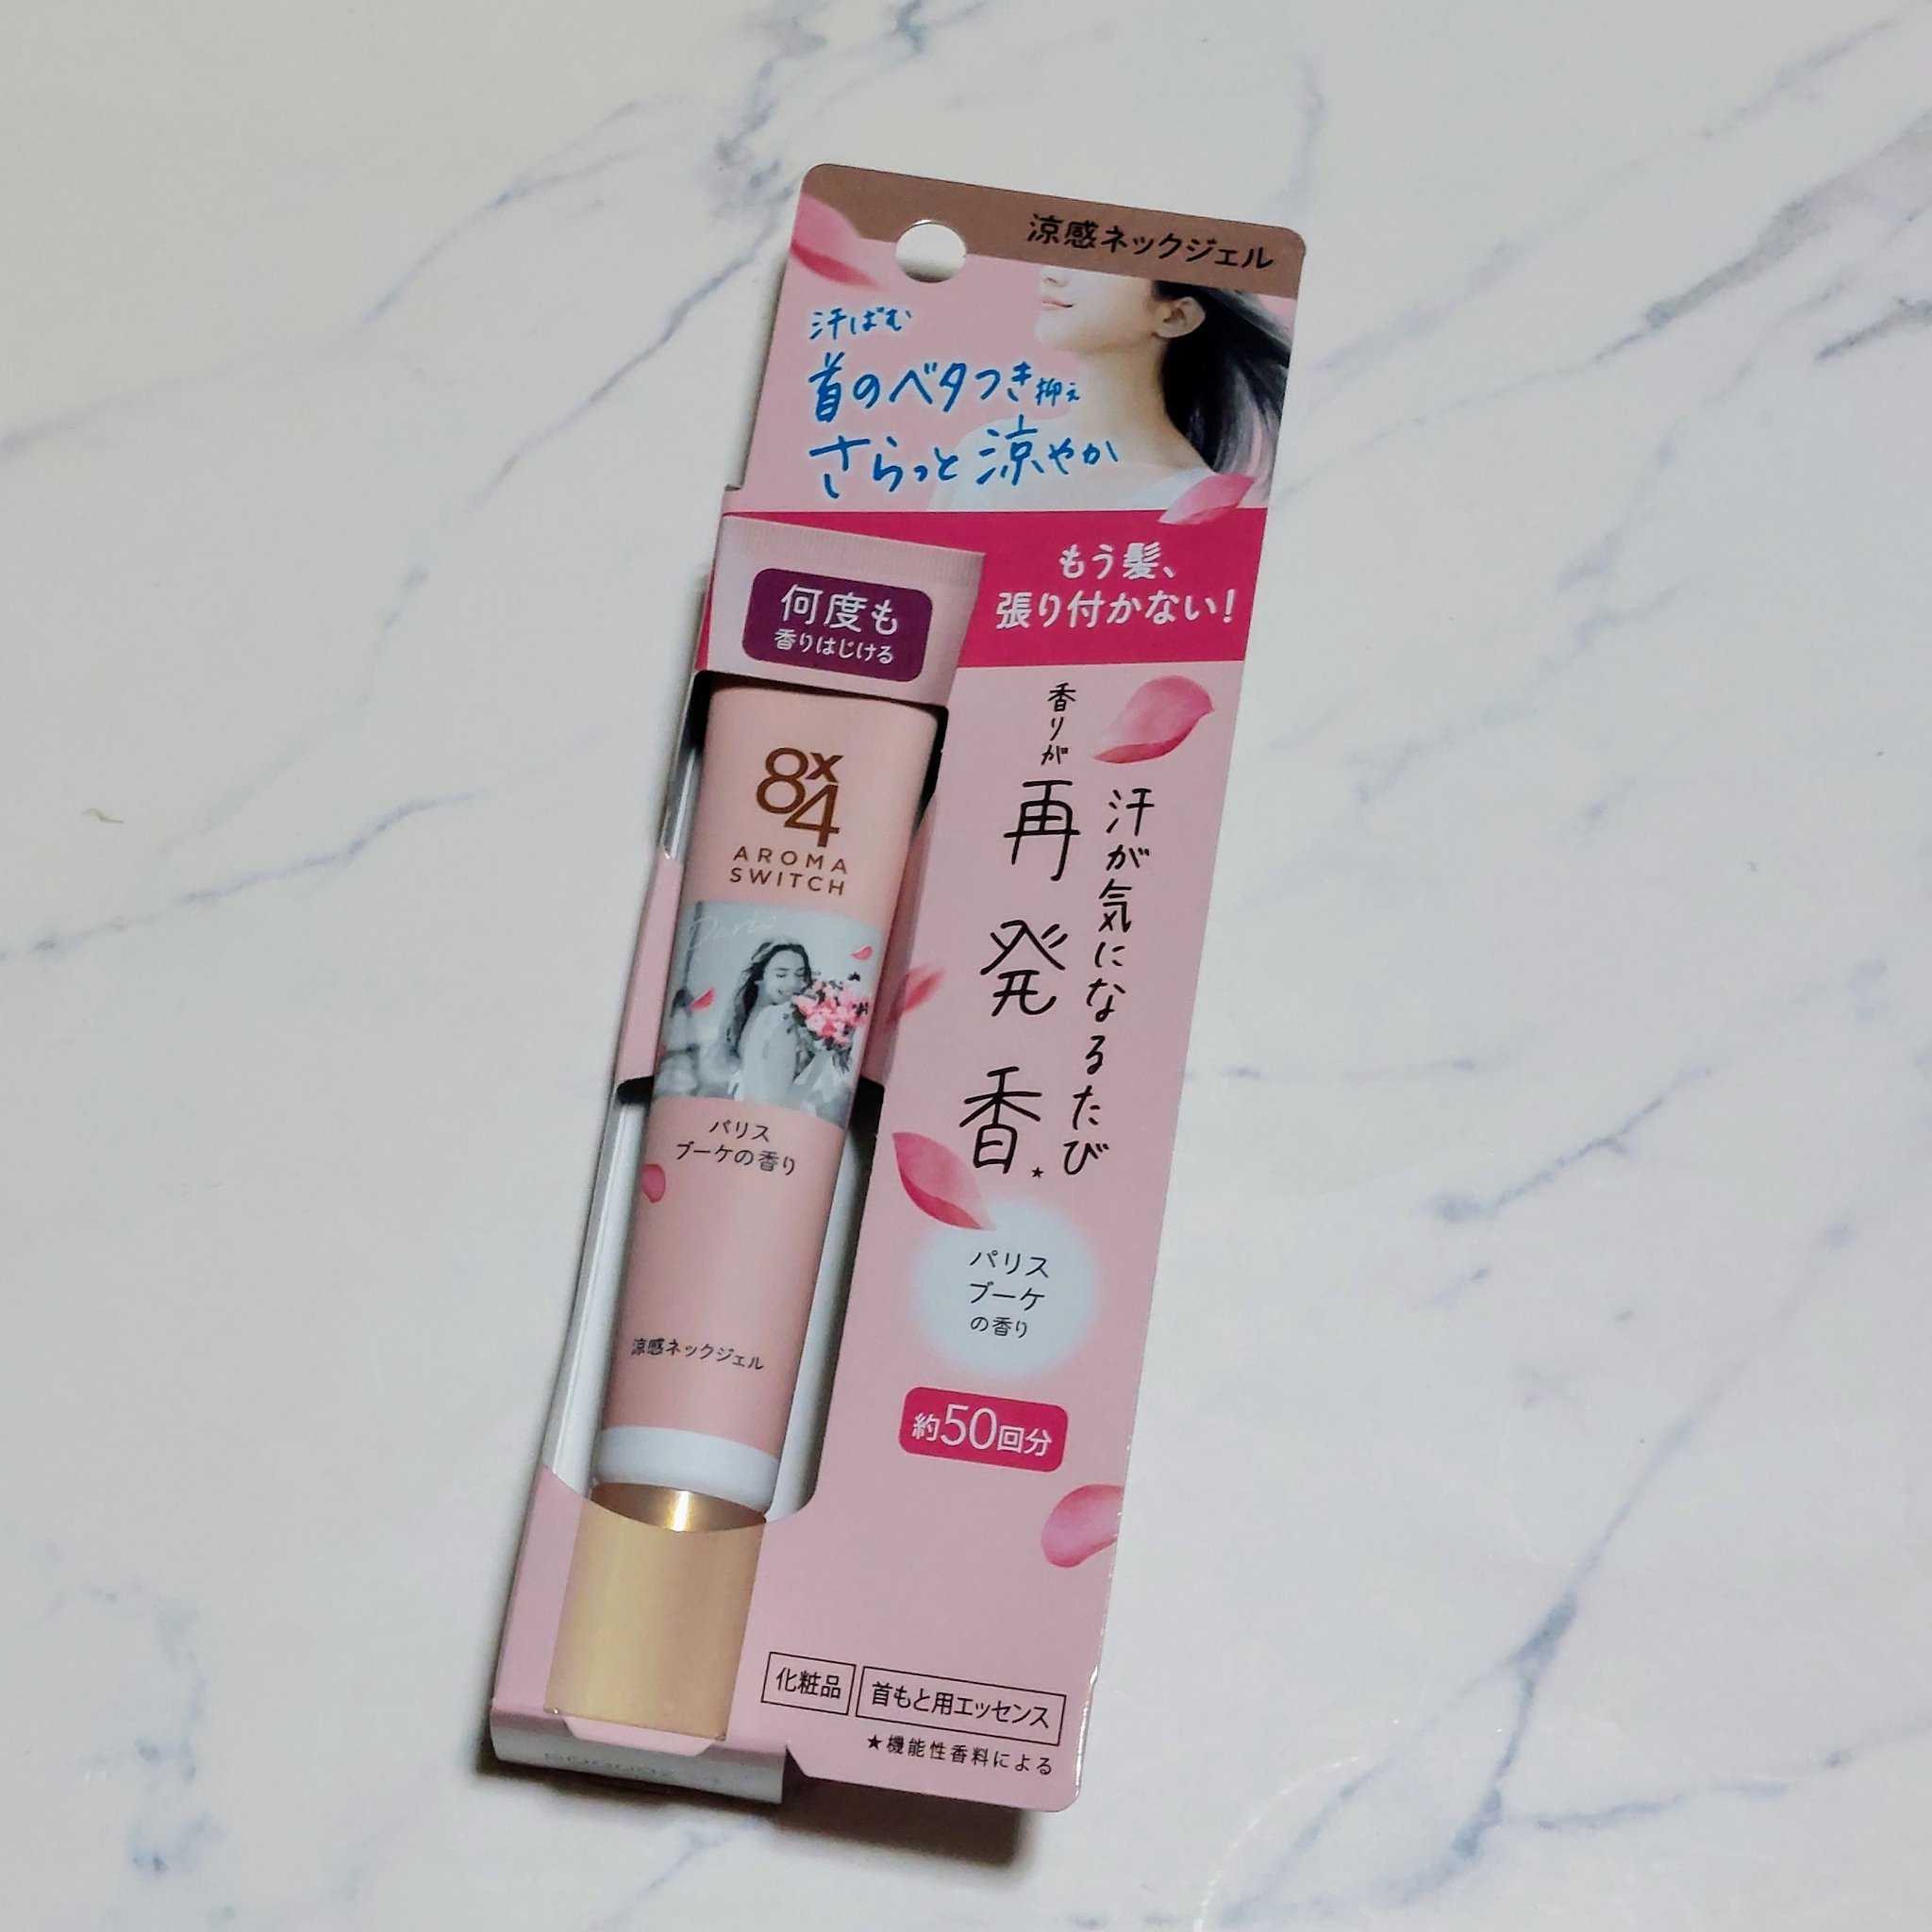 涼感ネックジェル
汗ばむ
首のベタつき抑え
さらっと涼やか
もう髪、
張り付かない!
何度も
香りはじける
8x4
AROMA
SWITCH
Paris
パリス
ブーケの香り
涼感ネックジェル
汗が気になるたび
香りが再発香★
パリス
ブーケ
の香り
約50回分
化粧品
首もと用エッセンス
★機能性香料による